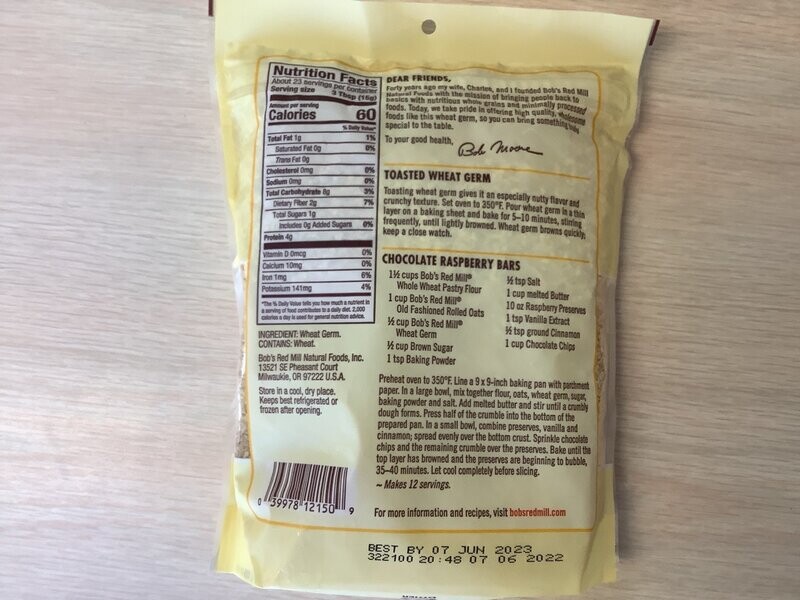 Nutrition Facts
About 23 servings per container
Serving size 3 Tbsp (16g)
Amount per serving
Calories 60
% Daily Value*
Total Fat 1g 1%
Saturated Fat 0g 0%
Trans Fat 0g
Cholesterol 0mg 0%
Sodium 0mg 0%
Total Carbohydrate 8g 3%
Dietary Fiber 2g 7%
Total Sugars 1g
Includes 0g Added Sugars 0%
Protein 4g
Vitamin D 0mcg 0%
Calcium 10mg 0%
Iron 1mg 6%
Potassium 141mg 4%
*The % Daily Value tells you how much a nutrient in
a serving of food contributes to a daily diet. 2,000
calories a day is used for general nutrition advice.
INGREDIENT: Wheat Germ.
CONTAINS: Wheat.
Bob's Red Mill Natural Foods, Inc.
13521 SE Pheasant Court
Milwaukie, OR 97222 U.S.A.
Store in a cool, dry place.
Keeps best refrigerated or
frozen after opening.
0 39978 12150 9
DEAR FRIENDS,
Forty years ago my wife, Charlee, and I founded Bob's Red Mill
Natural Foods with the mission of bringing people back to
basics with nutritious whole grains and minimally processed
foods. Today, we take pride in offering high quality, wholesome
foods like this wheat germ, so you can bring something
special to the table.
To your good health,
Bob Moore
TOASTED WHEAT GERM
Toasting wheat germ gives it an especially nutty flavor and
crunchy texture. Set oven to 350°F. Pour wheat germ in a thin
layer on a baking sheet and bake for 5–10 minutes, stirring
frequently, until lightly browned. Wheat germ browns quickly,
keep a close watch.
CHOCOLATE RASPBERRY BARS
1½ cups Bob's Red Mill®
Whole Wheat Pastry Flour
1 cup Bob's Red Mill®
Old Fashioned Rolled Oats
½ cup Bob's Red Mill®
Wheat Germ
½ cup Brown Sugar
1 tsp Baking Powder
½ tsp Salt
1 cup melted Butter
10 oz Raspberry Preserves
1 tsp Vanilla Extract
½ tsp ground Cinnamon
1 cup Chocolate Chips
Preheat oven to 350°F. Line a 9 x 9-inch baking pan with parchment
paper. In a large bowl, mix together flour, oats, wheat germ, sugar,
baking powder and salt. Add melted butter and stir until a crumbly
dough forms. Press half of the crumble into the bottom of the
prepared pan. In a small bowl, combine preserves, vanilla and
cinnamon; spread evenly over the bottom crust. Sprinkle chocolate
chips and the remaining crumble over the preserves. Bake until the
top layer has browned and the preserves are beginning to bubble,
35–40 minutes. Let cool completely before slicing.
~ Makes 12 servings.
For more information and recipes, visit bobsredmill.com
BEST BY 07 JUN 2023
322100 20:48 07 06 2022